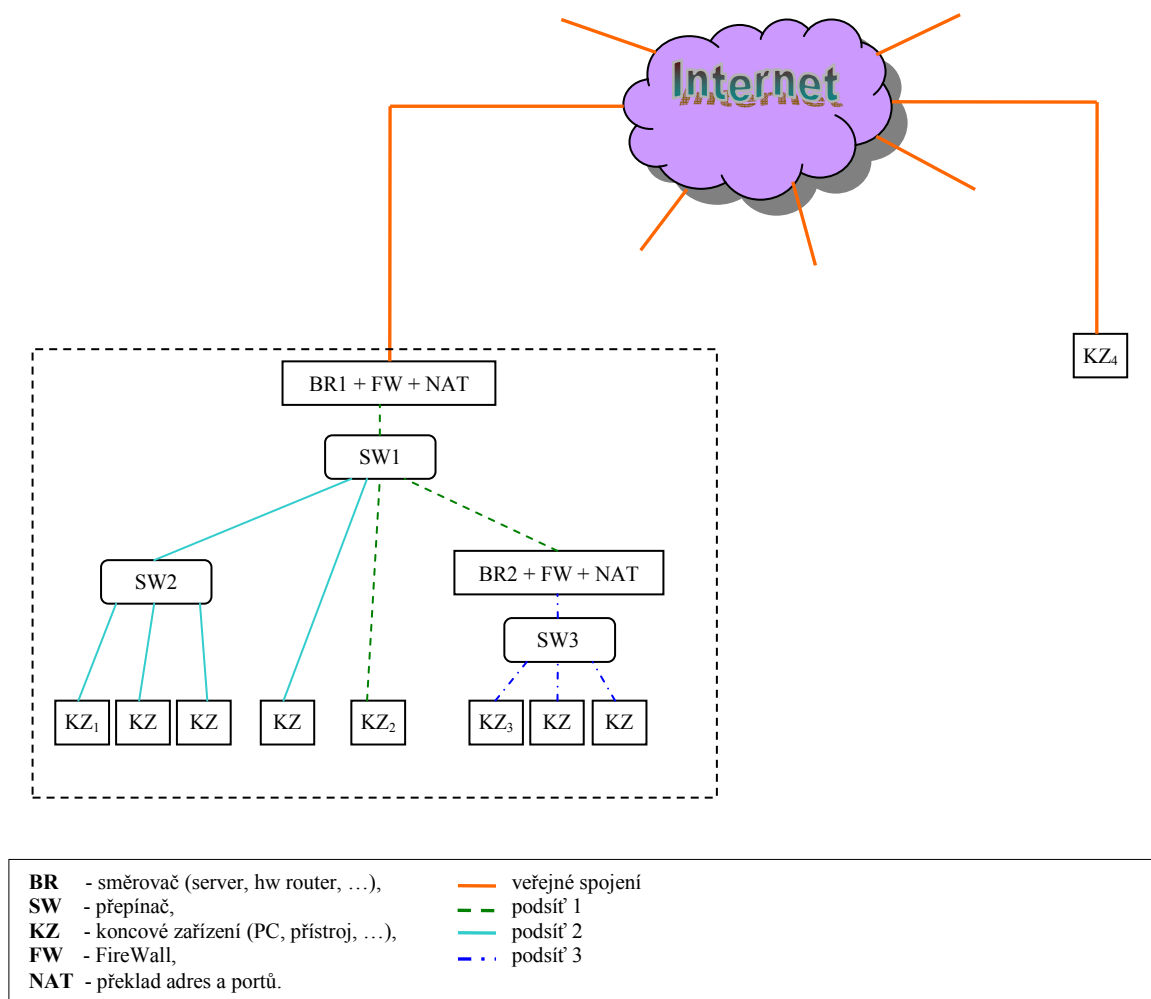 Internet
KZ₄
BR1 + FW + NAT
SW1
SW2
BR2 + FW + NAT
SW3
KZ₁
KZ
KZ
KZ
KZ₂
KZ₃
KZ
KZ
BR - směrovač (server, hw router, …),
SW - přepínač,
KZ - koncové zařízení (PC, přístroj, …),
FW - FireWall,
NAT - překlad adres a portů.
veřejné spojení
podsíť 1
podsíť 2
podsíť 3